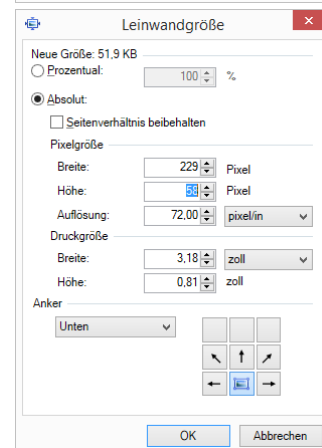 Leinwandgröße
Neue Größe: 51,9 KB
Prozentual: 100 %
Absolut:
Seitenverhältnis beibehalten
Pixelgröße
Breite: 229 Pixel
Höhe: 58 Pixel
Auflösung: 72,00 pixel/in
Druckgröße
Breite: 3,18 zoll
Höhe: 0,81 zoll
Anker
Unten
OK Abbrechen